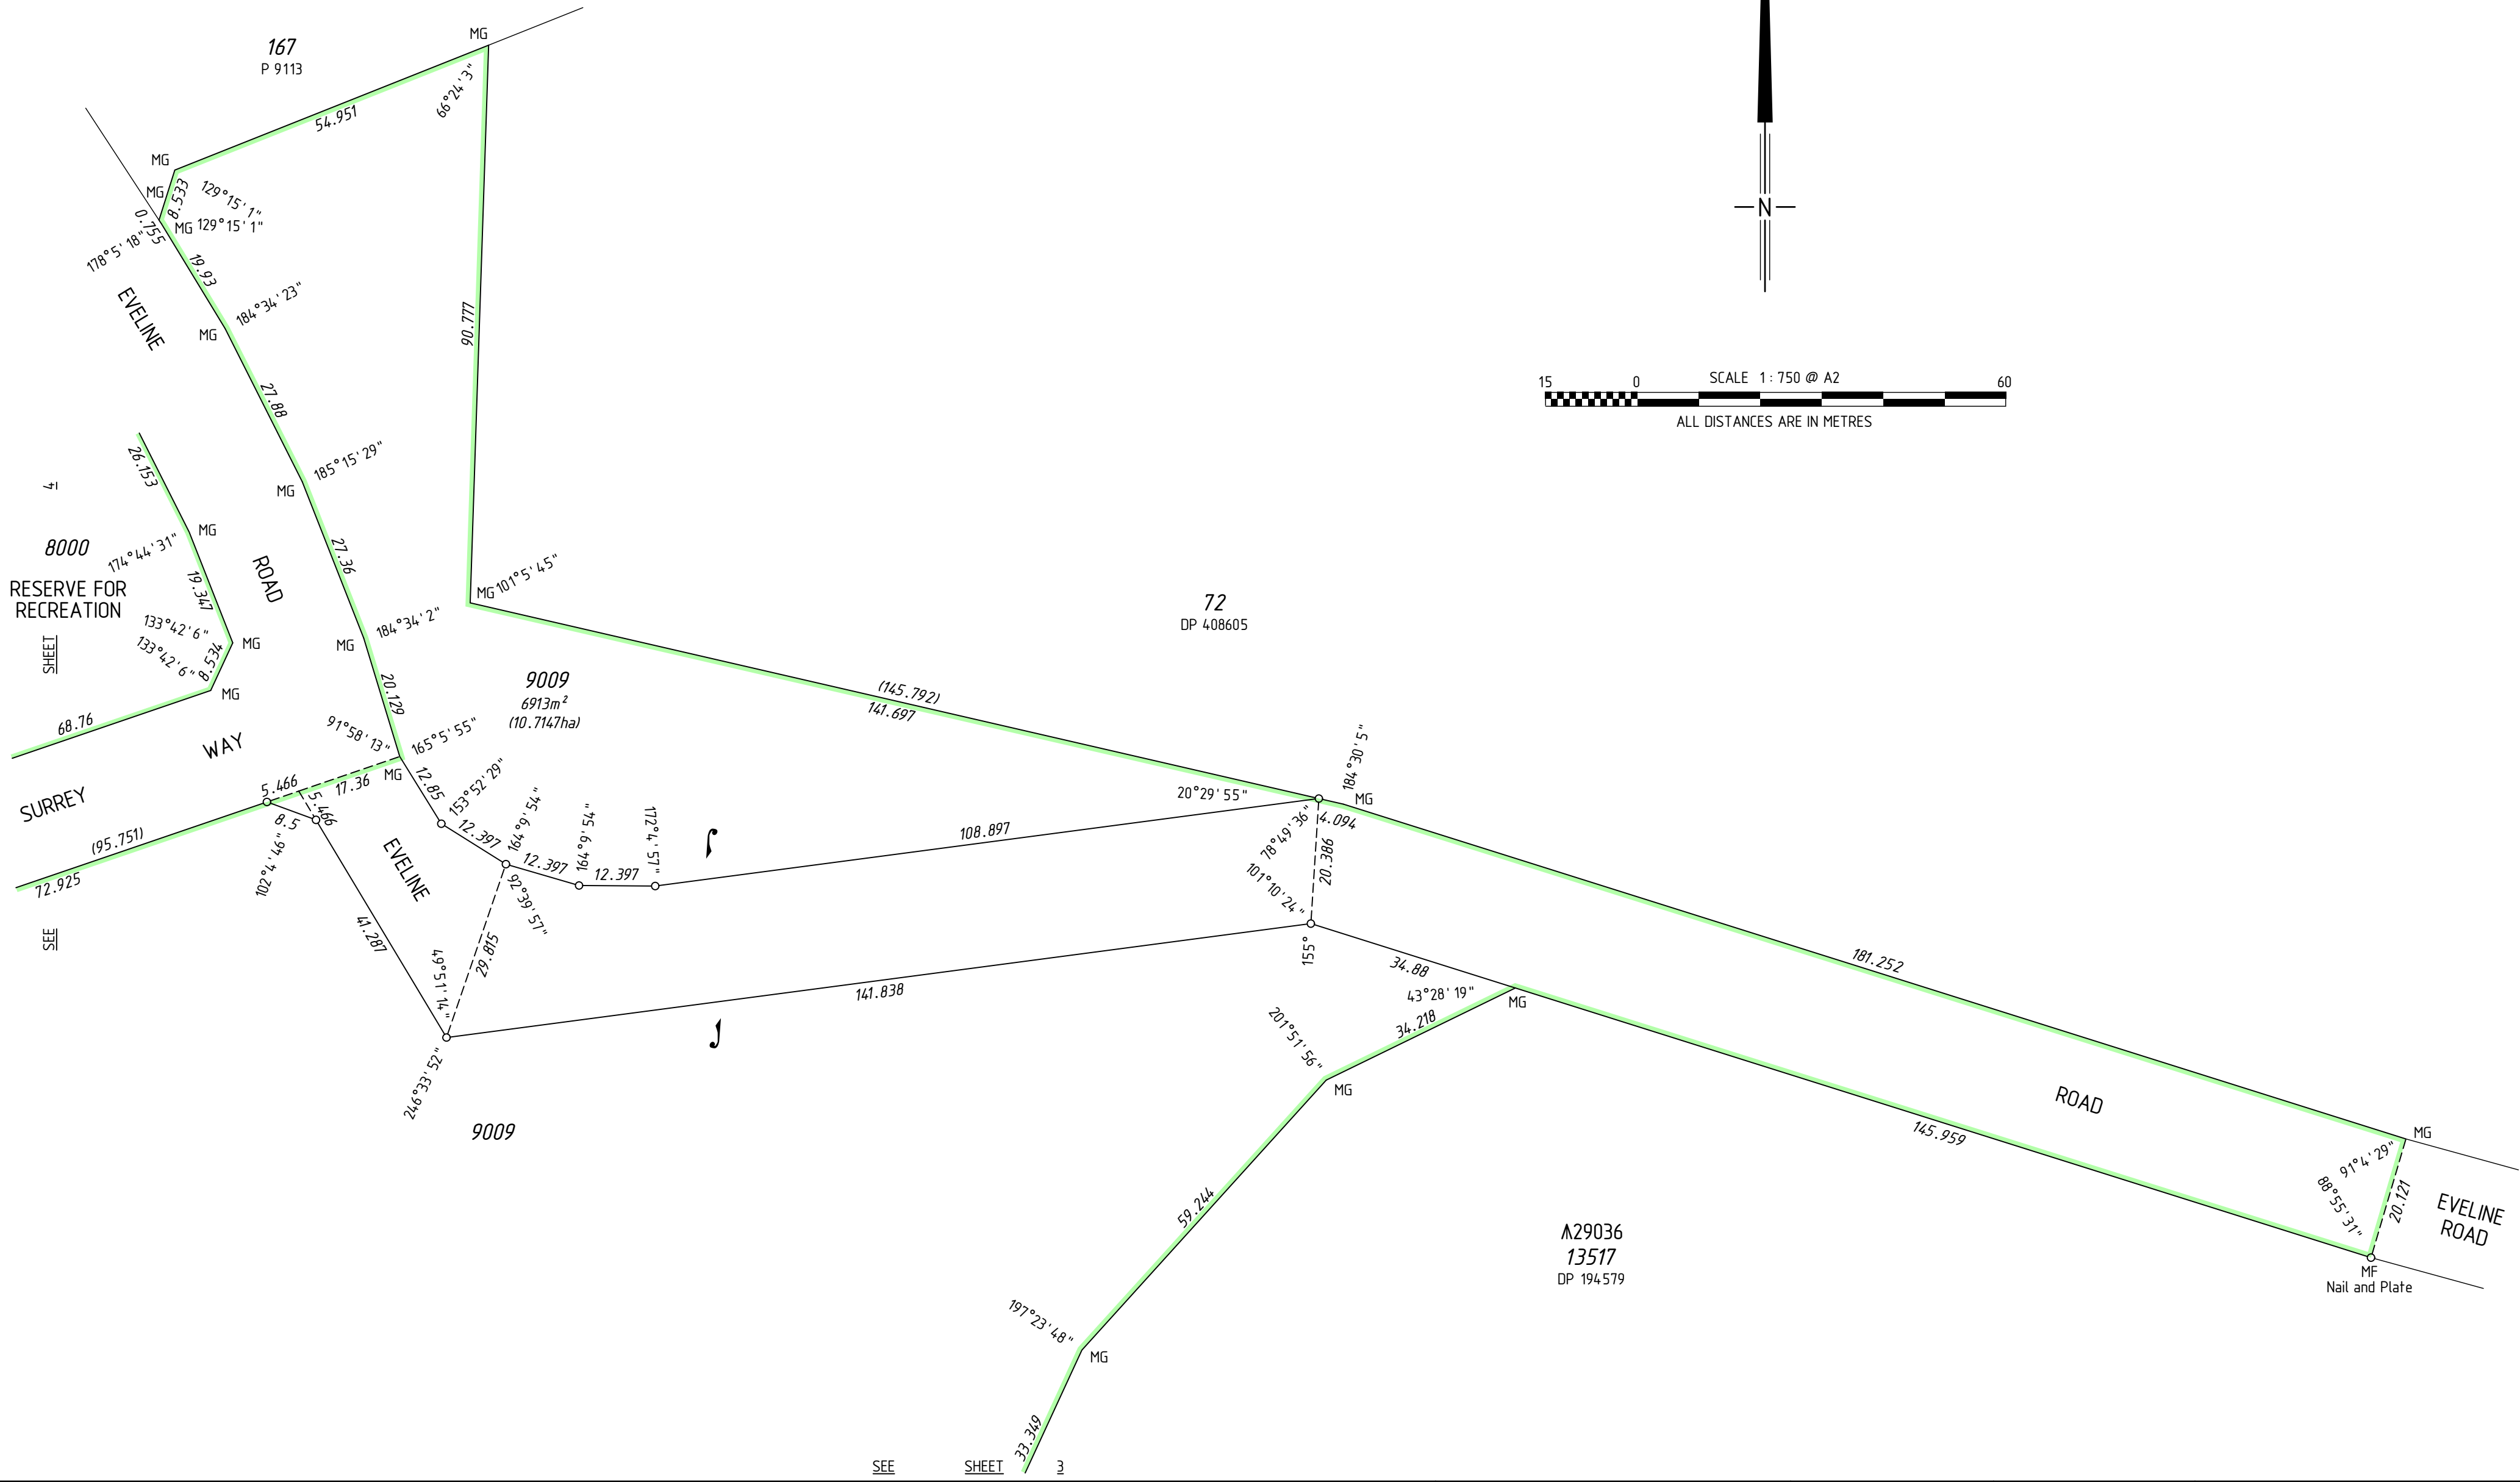 MG
167
P 9113
66°24'3"
54.951
MG
MG
8.533
129°15'1"
0.755
MG
129°15'1"
178°5'18"
19.93
EVELINE
184°34'23"
MG
90.777
27.88
N
SCALE 1:750 @ A2
15
0
60
ALL DISTANCES ARE IN METRES
26.153
185°15'29"
4
MG
MG
8000
174°44'31"
27.36
ROAD
MG
101°5'45"
RESERVE FOR
RECREATION
19.347
72
DP 408605
133°42'6"
133°42'6"
184°34'2"
SHEET
MG
MG
8.534
MG
9009
6913m²
(10.7147ha)
20.129
(145.792)
141.697
68.76
91°58'13"
165°5'55"
WAY
184°30'5"
MG
12.85
5.466
17.36
20°29'55"
MG
SURREY
5.466
153°52'29"
164°9'54"
164°9'54"
172°4'57"
4.094
78°49'36"
8.5
12.397
108.897
(95.751)
102°4'46"
12.397
12.397
20.386
101°10'24"
72.925
EVELINE
92°39'57"
SEE
41.287
49°51'14"
29.815
155°
34.88
181.252
141.838
43°28'19"
MG
34.218
201°51'56"
MG
246°33'52"
9009
ROAD
145.959
MG
91°4'29"
88°55'31"
20.121
EVELINE
ROAD
59.244
A29036
13517
DP 194579
MF
Nail and Plate
197°23'48"
MG
33.349
SEE
SHEET
3